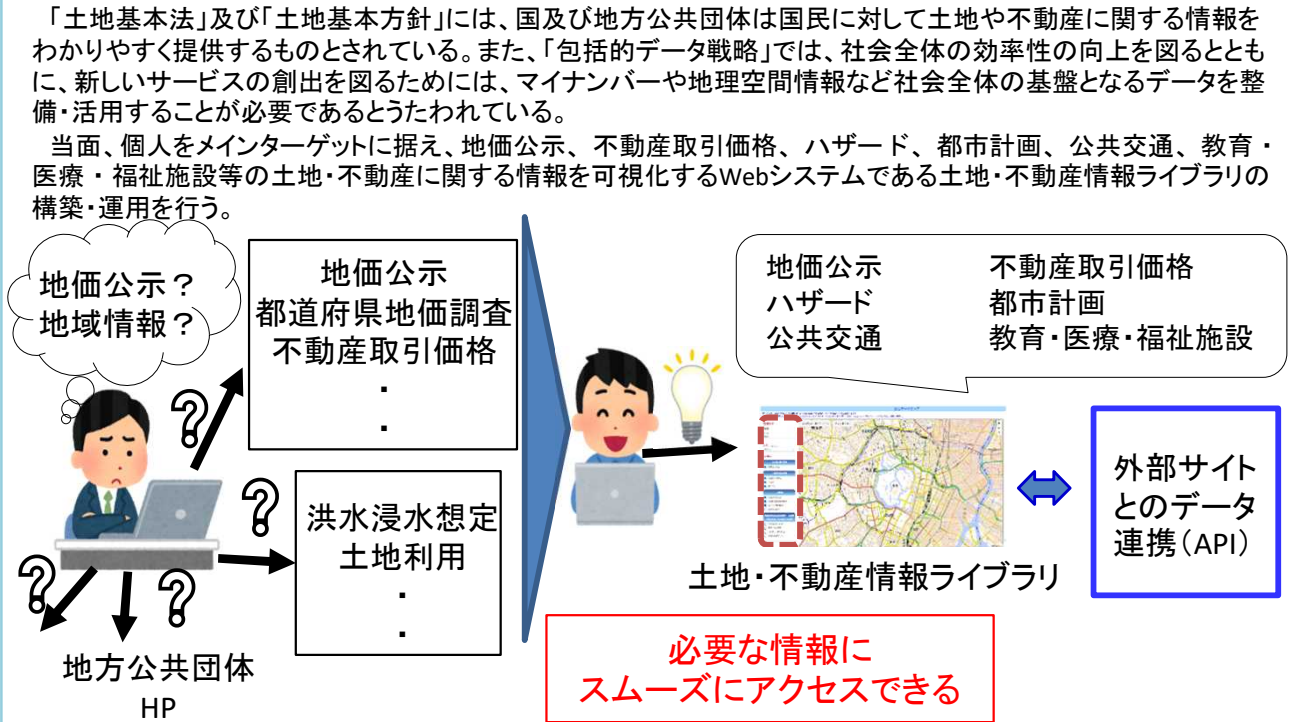 「土地基本法」及び「土地基本方針」には、国及び地方公共団体は国民に対して土地や不動産に関する情報を
わかりやすく提供するものとされている。また、「包括的データ戦略」では、社会全体の効率性の向上を図るととも
に、新しいサービスの創出を図るためには、マイナンバーや地理空間情報など社会全体の基盤となるデータを整
備・活用することが必要であるとうたわれている。
当面、個人をメインターゲットに据え、地価公示、不動産取引価格、ハザード、都市計画、公共交通、教育・
医療・福祉施設等の土地・不動産に関する情報を可視化するWebシステムである土地・不動産情報ライブラリの
構築・運用を行う。
地価公示？
地域情報？
地価公示
都道府県地価調査
不動産取引価格
・
・
?
?
?
?
洪水浸水想定
土地利用
・
・
地方公共団体
HP
地価公示 不動産取引価格
ハザード 都市計画
公共交通 教育・医療・福祉施設
土地・不動産情報ライブラリ
外部サイト
とのデータ
連携（API）
必要な情報に
スムーズにアクセスできる